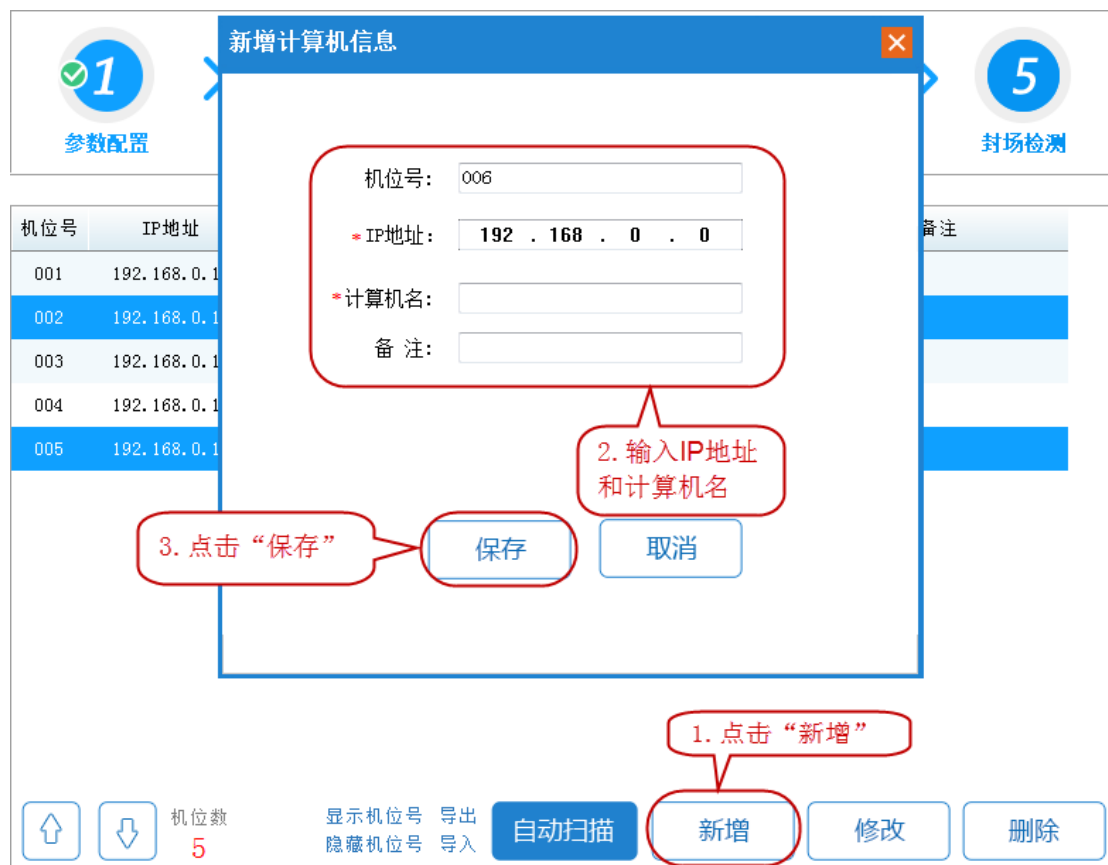 新增计算机信息
1
5
参数配置
封场检测
机位号 IP地址 备注
001 192.168.0.1
002 192.168.0.1
003 192.168.0.1
004 192.168.0.1
005 192.168.0.1
机位号: 006
*IP地址: 192 . 168 . 0 . 0
*计算机名:
备 注:
2.输入IP地址
和计算机名
3.点击“保存”
保存
取消
1.点击“新增”
机位数
5
显示机位号 导出
隐藏机位号 导入
自动扫描
新增
修改
删除